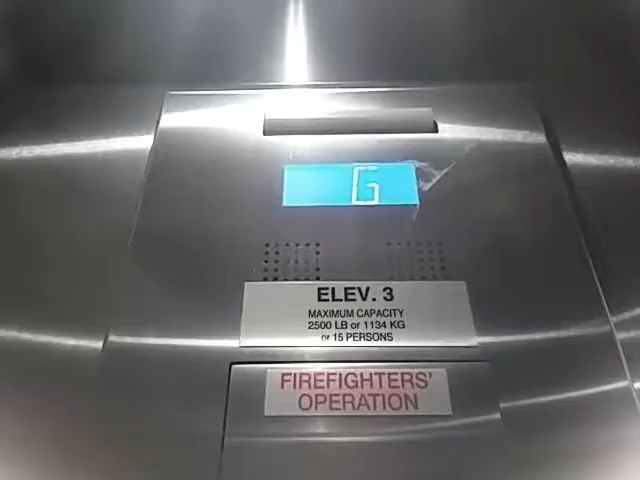 G
ELEV. 3
MAXIMUM CAPACITY
2500 LB or 1134 KG
or 15 PERSONS
FIREFIGHTERS'
OPERATION